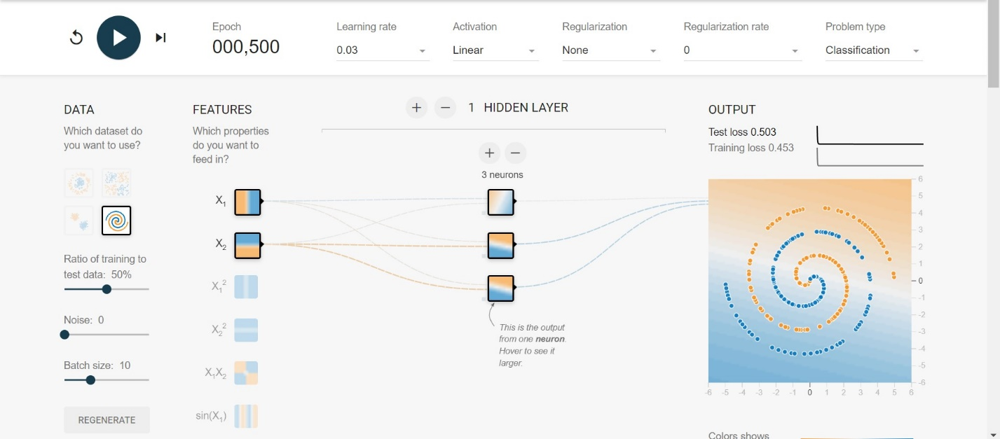 Epoch
000,500
Learning rate
0.03
Activation
Linear
Regularization
None
Regularization rate
0
Problem type
Classification
DATA
Which dataset do
you want to use?
Ratio of training to
test data: 50%
Noise: 0
Batch size: 10
REGENERATE
FEATURES
Which properties
do you want to
feed in?
X₁
X₂
X₁²
X₂²
X₁X₂
sin(X₁)
+ − 1 HIDDEN LAYER
+ −
3 neurons
This is the output
from one neuron.
Hover to see it
larger.
OUTPUT
Test loss 0.503
Training loss 0.453
6
5
4
3
2
1
0
-1
-2
-3
-4
-5
-6
-6 -5 -4 -3 -2 -1 0 1 2 3 4 5 6
Colors shows